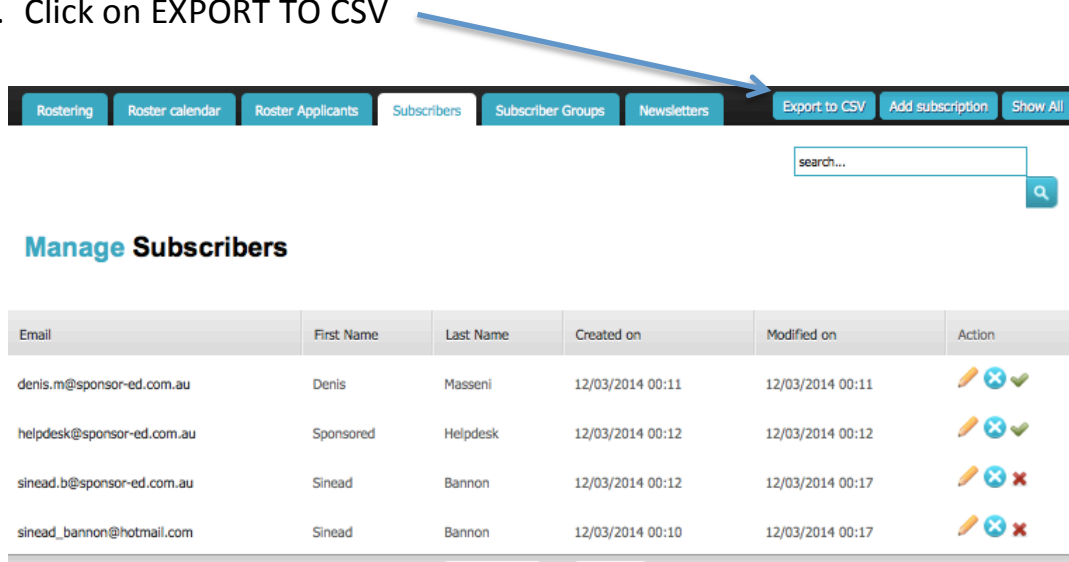 . Click on EXPORT TO CSV
Rostering Roster calendar Roster Applicants Subscribers Subscriber Groups Newsletters Export to CSV Add subscription Show All
search...
Manage Subscribers
Email First Name Last Name Created on Modified on Action
denis.m@sponsor-ed.com.au Denis Masseni 12/03/2014 00:11 12/03/2014 00:11
helpdesk@sponsor-ed.com.au Sponsored Helpdesk 12/03/2014 00:12 12/03/2014 00:12
sinead.b@sponsor-ed.com.au Sinead Bannon 12/03/2014 00:12 12/03/2014 00:17
sinead_bannon@hotmail.com Sinead Bannon 12/03/2014 00:10 12/03/2014 00:17